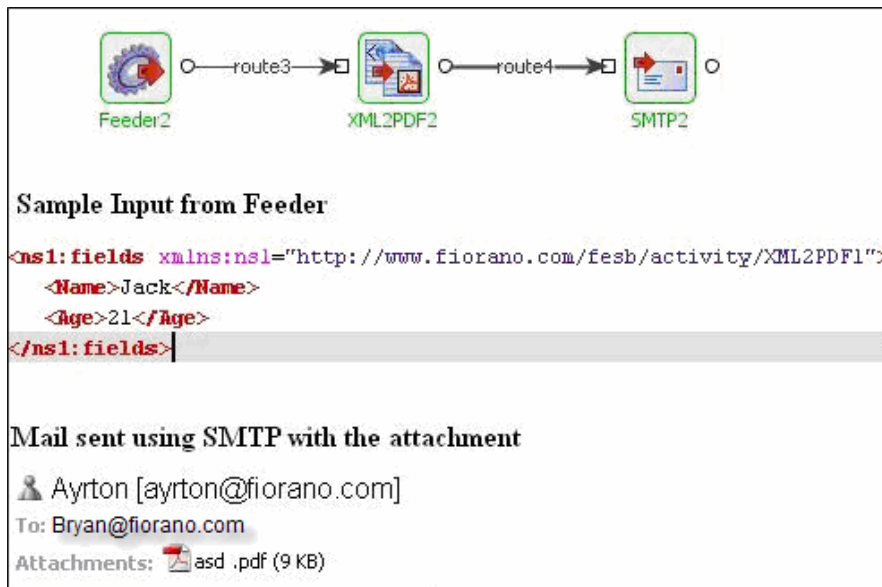 route3 route4
Feeder2 XML2PDF2 SMTP2
Sample Input from Feeder
<ns1:fields xmlns:ns1="http://www.fiorano.com/fesb/activity/XML2PDF1">
<Name>Jack</Name>
<Age>21</Age>
</ns1:fields>
Mail sent using SMTP with the attachment
Ayrton [ayrton@fiorano.com]
To: Bryan@fiorano.com
Attachments: asd .pdf (9 KB)